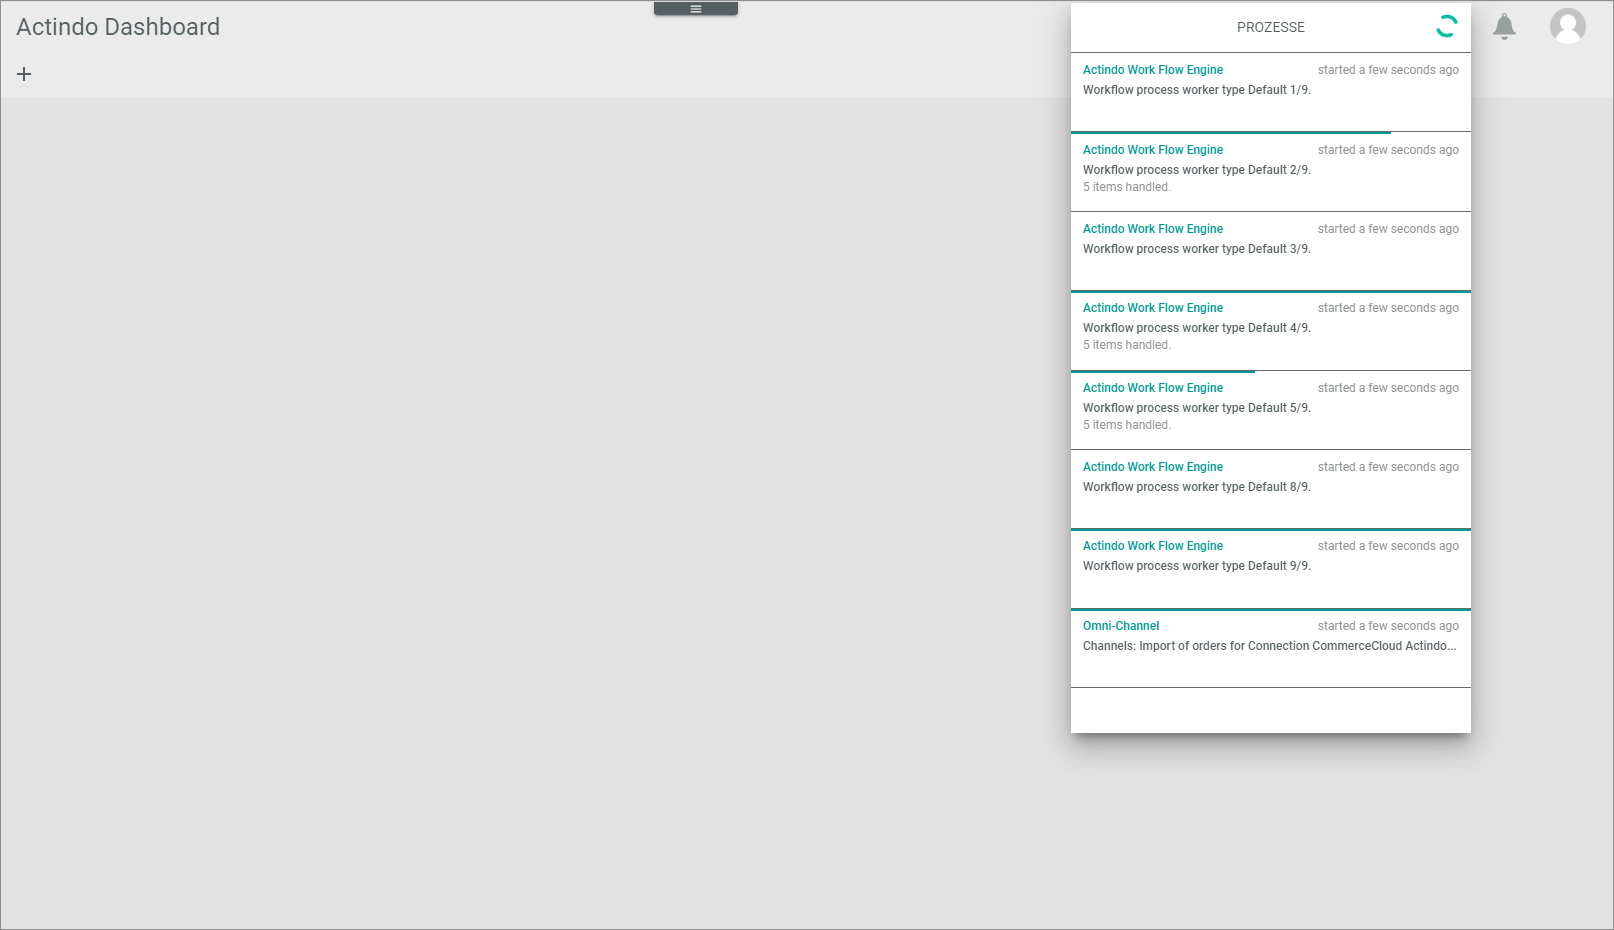 Actindo Dashboard
PROZESSE
Actindo Work Flow Engine started a few seconds ago
Workflow process worker type Default 1/9.
Actindo Work Flow Engine started a few seconds ago
Workflow process worker type Default 2/9.
5 items handled.
Actindo Work Flow Engine started a few seconds ago
Workflow process worker type Default 3/9.
Actindo Work Flow Engine started a few seconds ago
Workflow process worker type Default 4/9.
5 items handled.
Actindo Work Flow Engine started a few seconds ago
Workflow process worker type Default 5/9.
5 items handled.
Actindo Work Flow Engine started a few seconds ago
Workflow process worker type Default 8/9.
Actindo Work Flow Engine started a few seconds ago
Workflow process worker type Default 9/9.
Omni-Channel started a few seconds ago
Channels: Import of orders for Connection CommerceCloud Actindo...